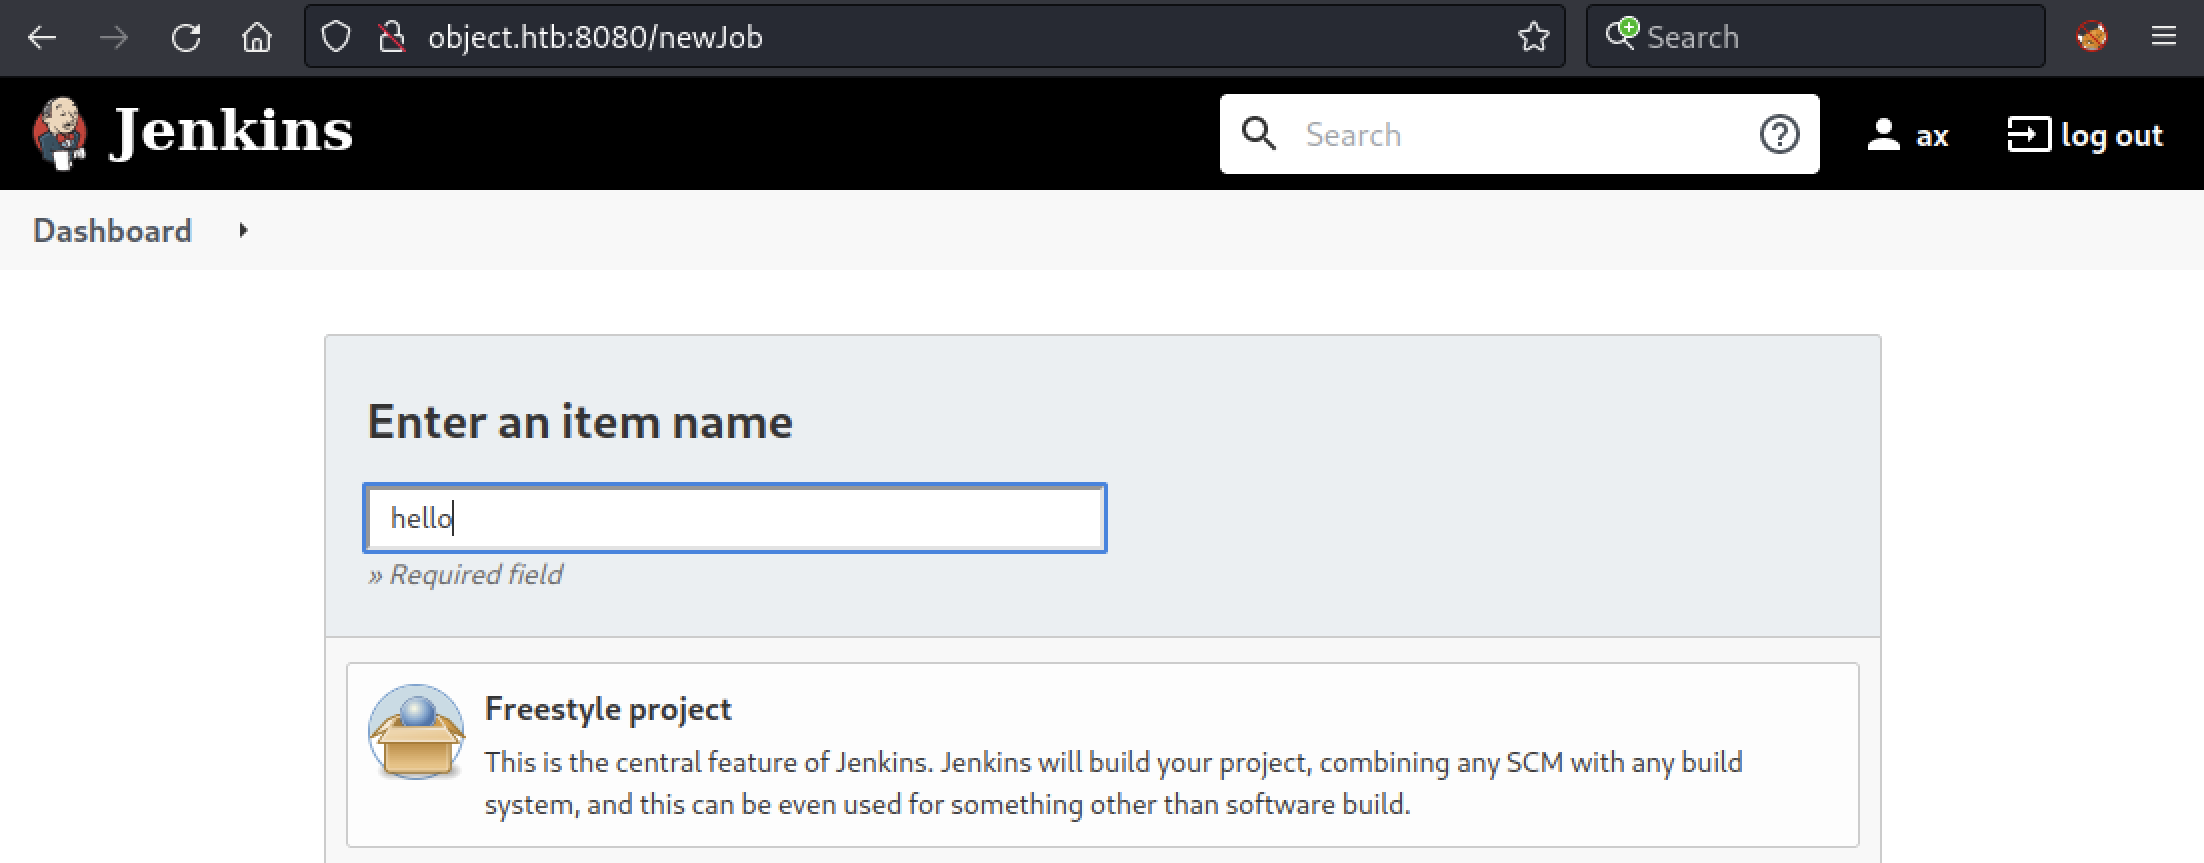 object.htb:8080/newJob
Search
Jenkins
Search
ax
log out
Dashboard
Enter an item name
hello
» Required field
Freestyle project
This is the central feature of Jenkins. Jenkins will build your project, combining any SCM with any build
system, and this can be even used for something other than software build.